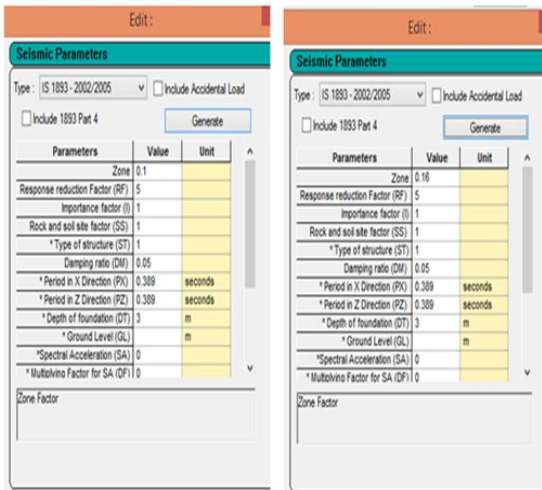 Edit :
Seismic Parameters
Type : IS 1893 - 2002/2005 Include Accidental Load
Include 1893 Part 4 Generate
Parameters Value Unit
Zone 0.1
Response reduction Factor (RF) 5
Importance factor (I) 1
Rock and soil site factor (SS) 1
* Type of structure (ST) 1
Damping ratio (DM) 0.05
* Period in X Direction (PX) 0.389 seconds
* Period in Z Direction (PZ) 0.389 seconds
* Depth of foundation (DT) 3 m
* Ground Level (GL) m
*Spectral Acceleration (SA) 0
* Multiplying Factor for SA (DF) 0
Zone Factor
Edit :
Seismic Parameters
Type : IS 1893 - 2002/2005 Include Accidental Load
Include 1893 Part 4 Generate
Parameters Value Unit
Zone 0.16
Response reduction Factor (RF) 5
Importance factor (I) 1
Rock and soil site factor (SS) 1
* Type of structure (ST) 1
Damping ratio (DM) 0.05
* Period in X Direction (PX) 0.389 seconds
* Period in Z Direction (PZ) 0.389 seconds
* Depth of foundation (DT) 3 m
* Ground Level (GL) m
*Spectral Acceleration (SA) 0
* Multiplying Factor for SA (DF) 0
Zone Factor